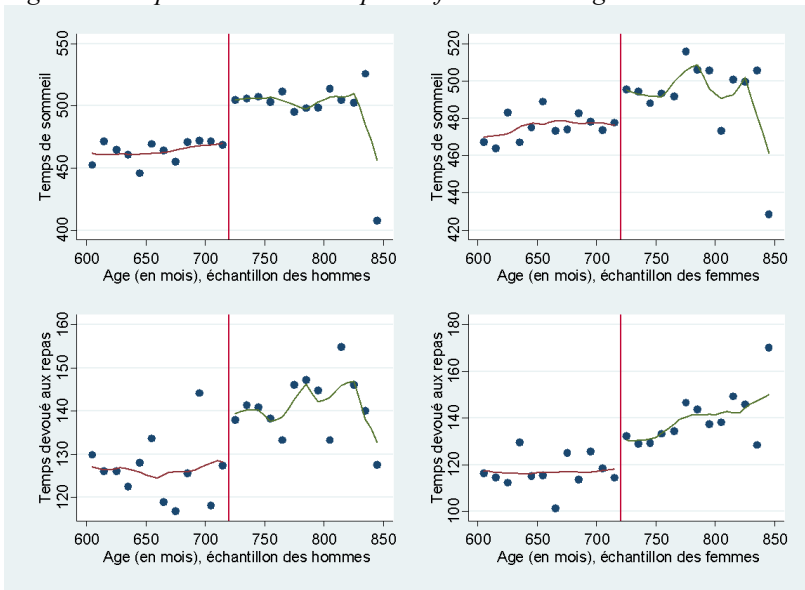 Temps de sommeil
550
500
450
400
600 650 700 750 800 850
Age (en mois), échantillon des hommes
Temps de sommeil
520
500
480
460
440
420
600 650 700 750 800 850
Age (en mois), échantillon des femmes
Temps devoué aux repas
160
150
140
130
120
600 650 700 750 800 850
Age (en mois), échantillon des hommes
Temps devoué aux repas
180
160
140
120
100
600 650 700 750 800 850
Age (en mois), échantillon des femmes